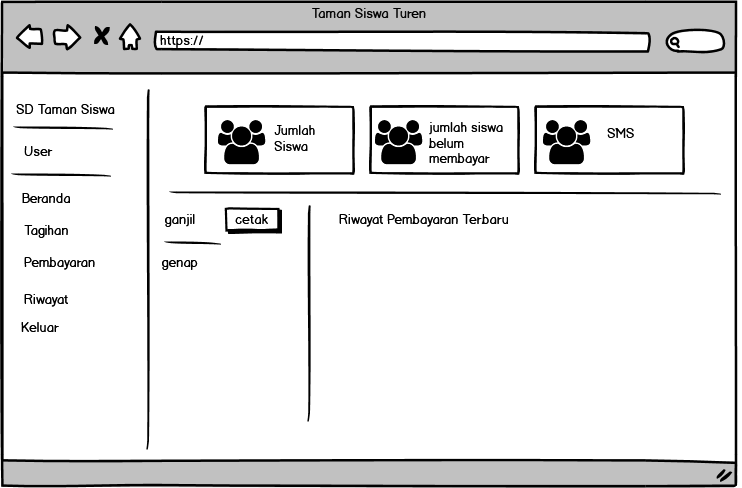 Taman Siswa Turen
https://
SD Taman Siswa
User
Beranda
Tagihan
Pembayaran
Riwayat
Keluar
Jumlah
Siswa
jumlah siswa
belum
membayar
SMS
ganjil
cetak
genap
Riwayat Pembayaran Terbaru